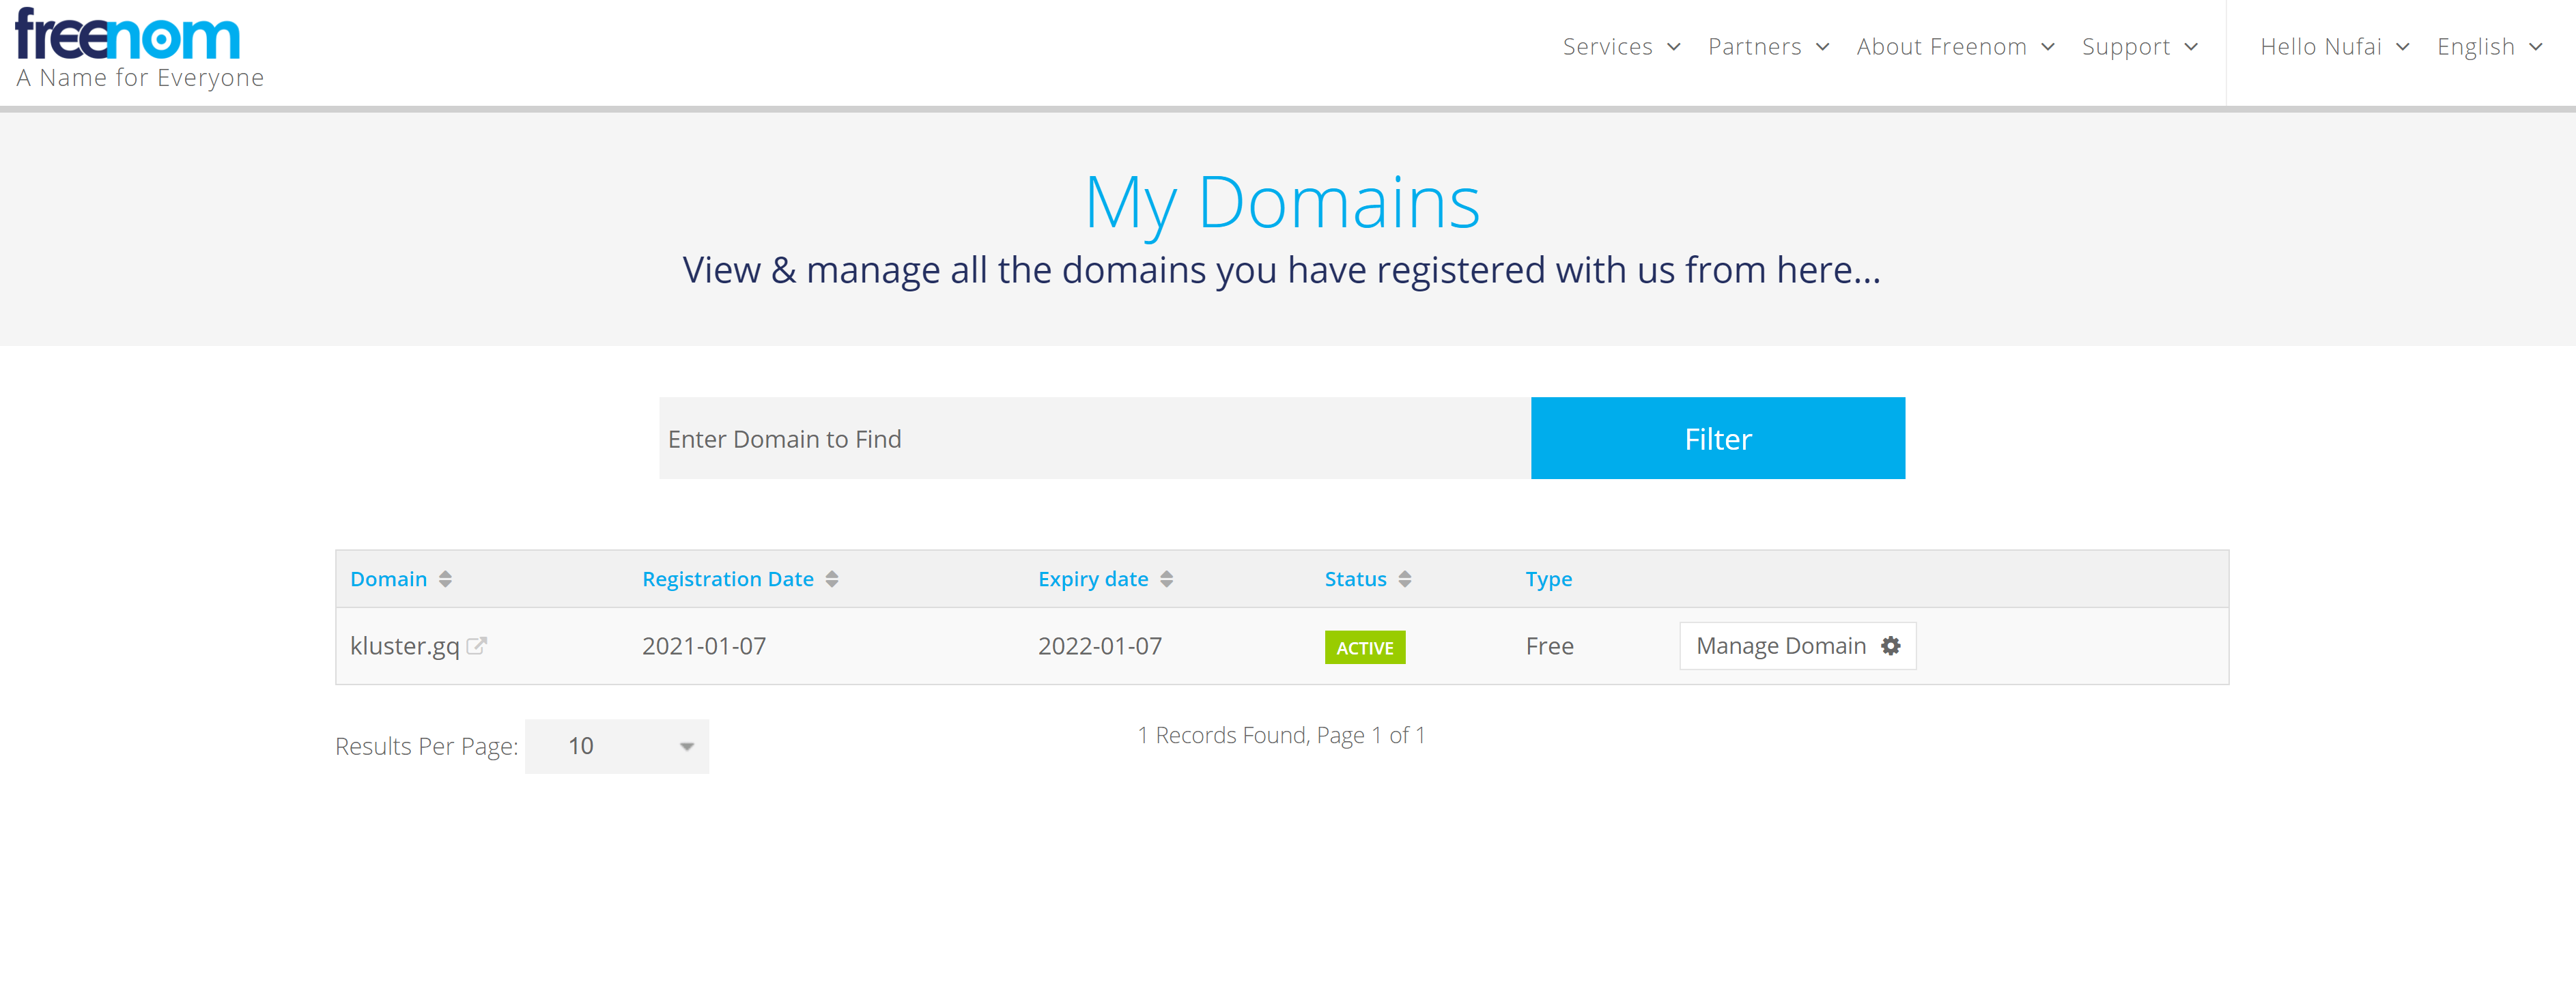 freenom
A Name for Everyone
Services Partners About Freenom Support Hello Nufai English
My Domains
View & manage all the domains you have registered with us from here...
Enter Domain to Find Filter
Domain Registration Date Expiry date Status Type
kluster.gq 2021-01-07 2022-01-07 ACTIVE Free Manage Domain
Results Per Page: 10 1 Records Found, Page 1 of 1